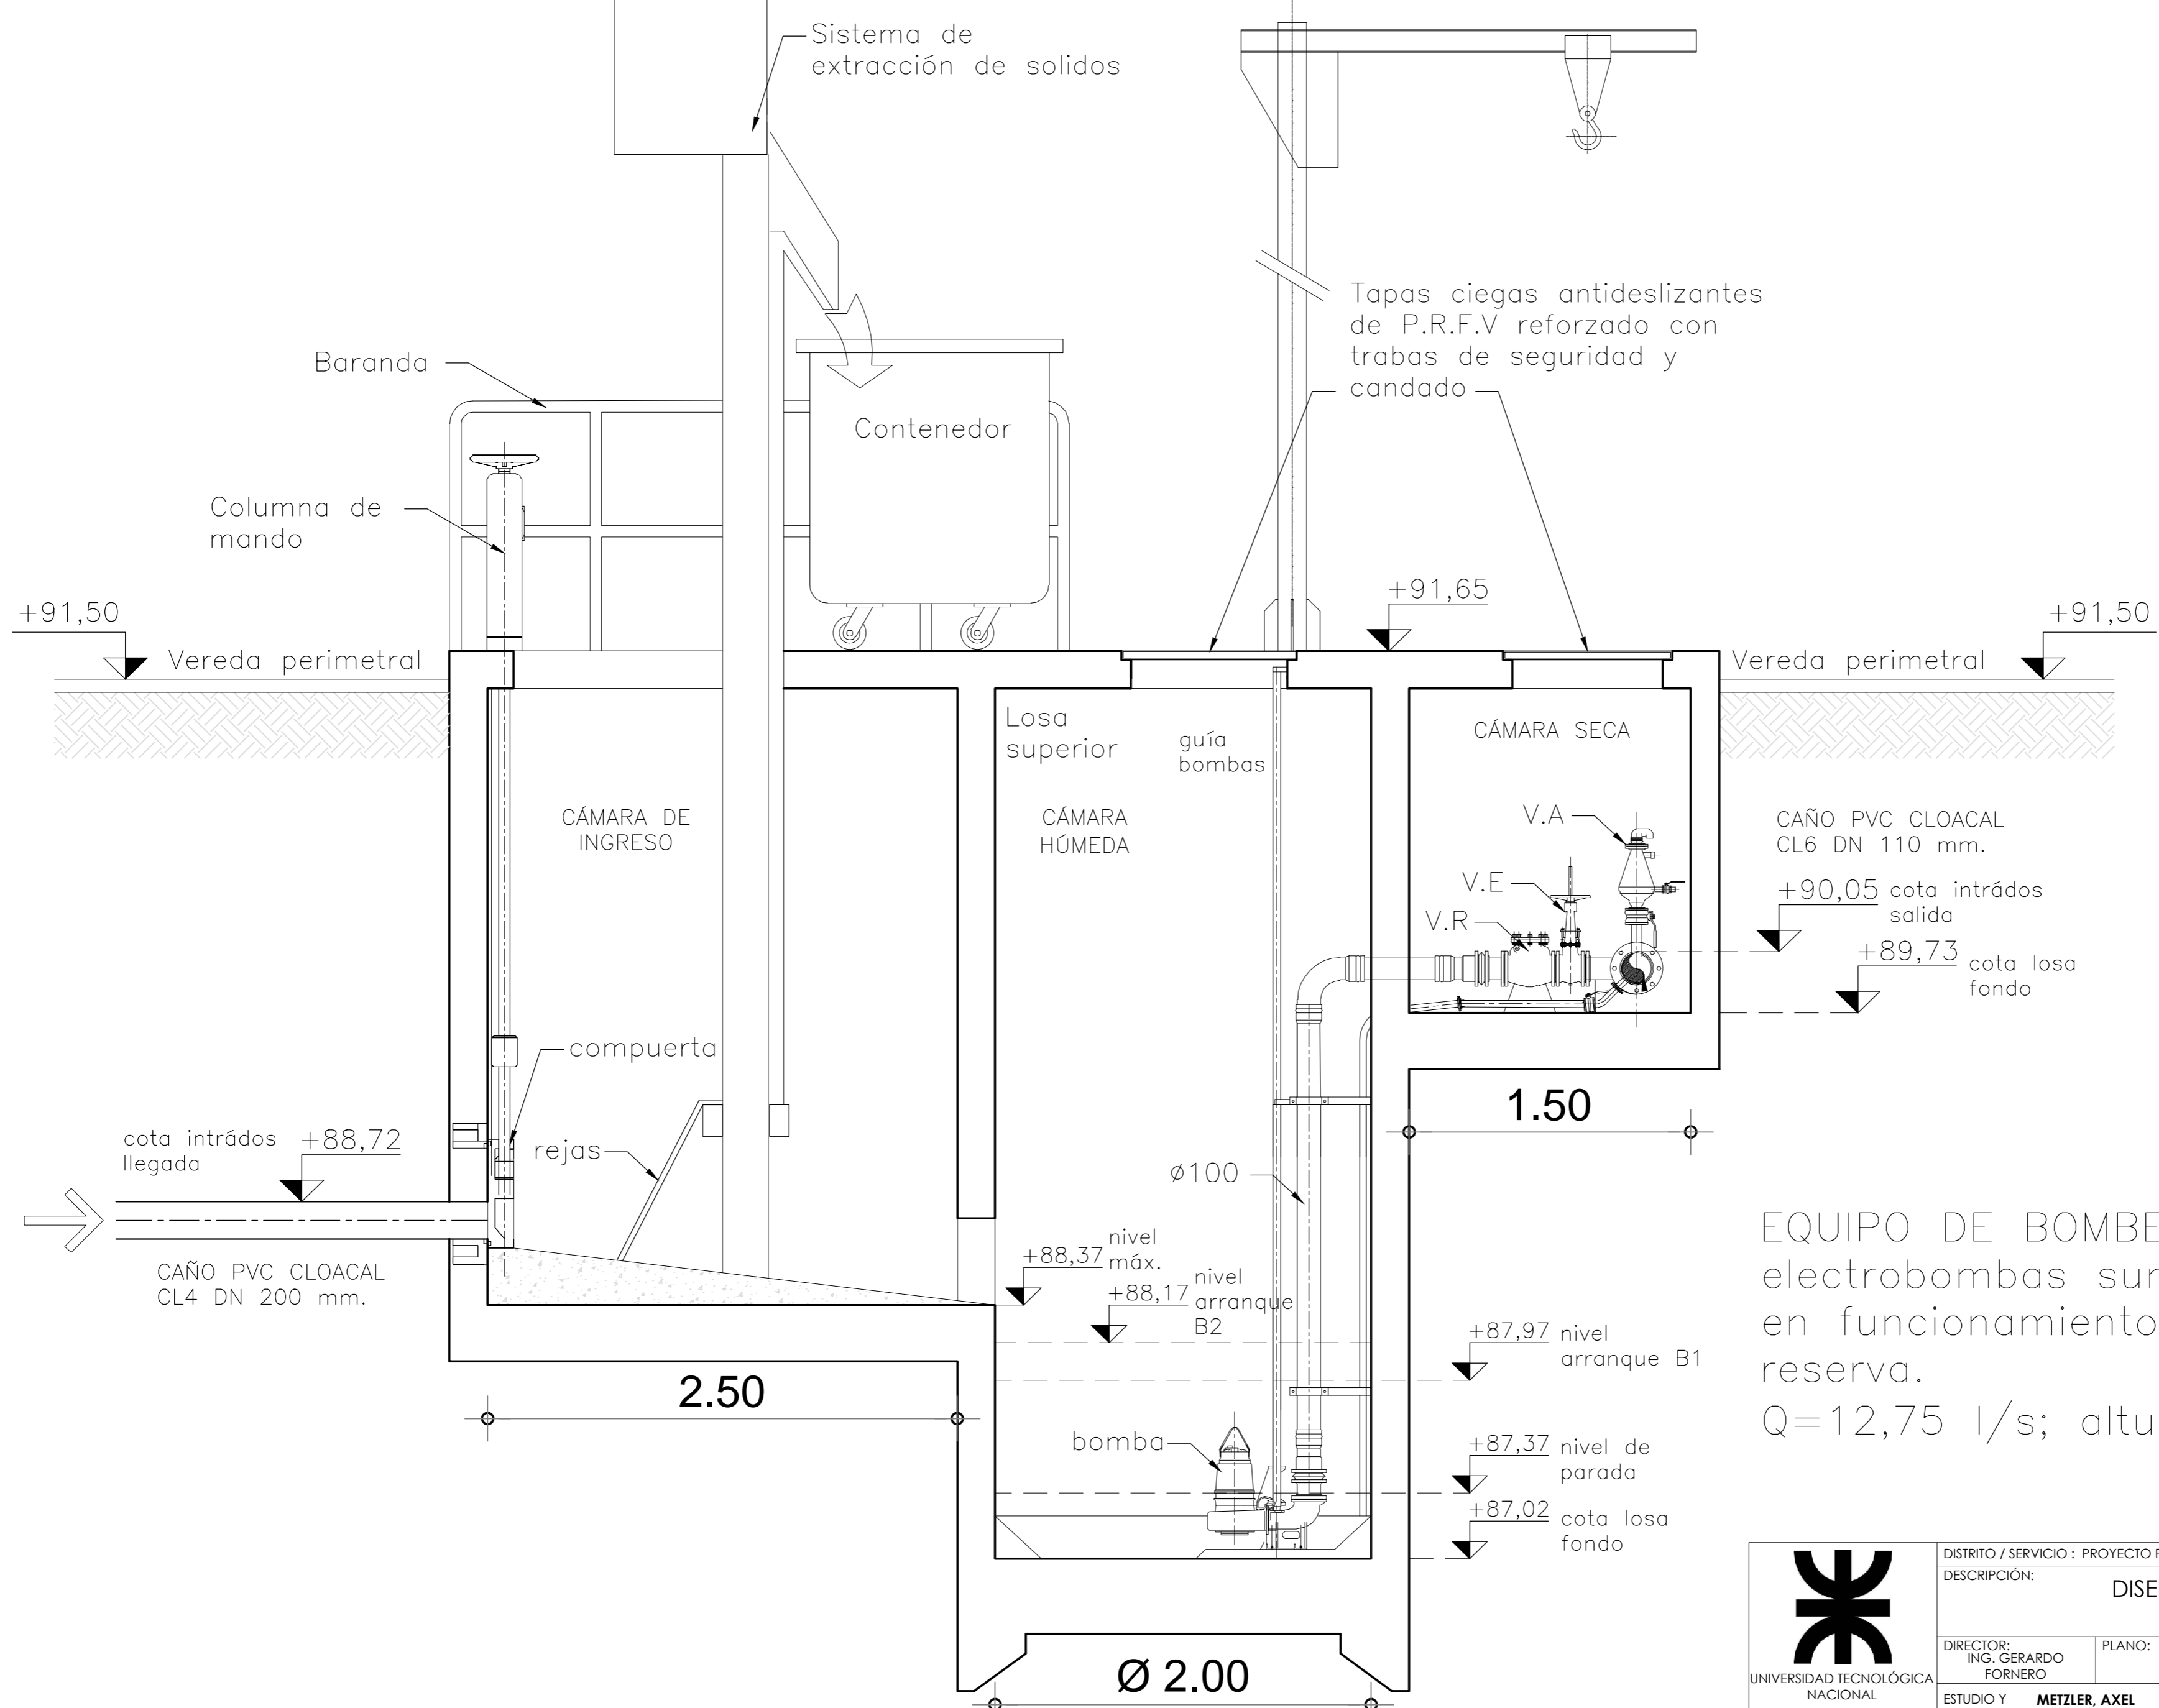 Sistema de
extracción de solidos
Tapas ciegas antideslizantes
de P.R.F.V reforzado con
trabas de seguridad y
candado
Baranda
Contenedor
Columna de
mando
+91,50
Vereda perimetral
+91,65
+91,50
Vereda perimetral
Losa
superior
guía
bombas
CÁMARA SECA
CÁMARA DE
INGRESO
CÁMARA
HÚMEDA
V.A
V.E
V.R
CAÑO PVC CLOACAL
CL6 DN 110 mm.
+90,05 cota intrádos
salida
+89,73 cota losa
fondo
compuerta
rejas
1.50
cota intrádos
llegada
+88,72
CAÑO PVC CLOACAL
CL4 DN 200 mm.
ø100
+88,37 nivel
máx.
+88,17 nivel
arranque
B2
+87,97 nivel
arranque B1
2.50
bomba
+87,37 nivel de
parada
+87,02 cota losa
fondo
Ø 2.00
EQUIPO DE BOMBE
electrobombas sur
en funcionamiento
reserva.
Q=12,75 l/s; altu
UNIVERSIDAD TECNOLÓGICA
NACIONAL
DISTRITO / SERVICIO : PROYECTO F
DESCRIPCIÓN:
DISE
DIRECTOR:
ING. GERARDO
FORNERO
PLANO:
ESTUDIO Y METZLER, AXEL